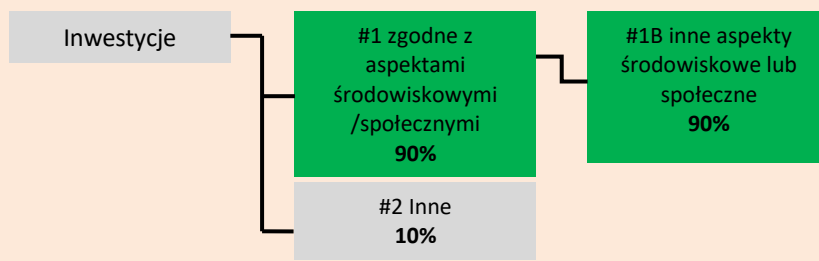 Inwestycje
#1 zgodne z
aspektami
środowiskowymi
/społecznymi
90%
#1B inne aspekty
środowiskowe lub
społeczne
90%
#2 Inne
10%